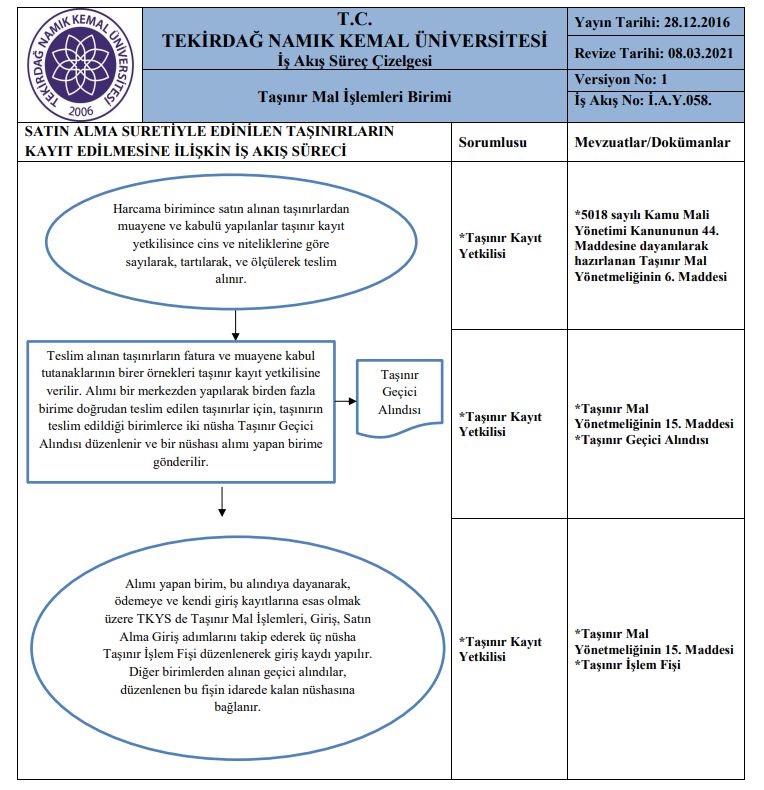 TEKİRDAĞ NAMIK KEMAL ÜNİVERSİTESİ
2006
T.C.
TEKİRDAĞ NAMIK KEMAL ÜNİVERSİTESİ
İş Akış Süreç Çizelgesi
Taşınır Mal İşlemleri Birimi
Yayın Tarihi: 28.12.2016
Revize Tarihi: 08.03.2021
Versiyon No: 1
İş Akış No: İ.A.Y.058.
SATIN ALMA SURETİYLE EDİNİLEN TAŞINIRLARIN
KAYIT EDİLMESİNE İLİŞKİN İŞ AKIŞ SÜRECİ
Sorumlusu
Mevzuatlar/Dokümanlar
Harcama birimince satın alınan taşınırlardan
muayene ve kabulü yapılanlar taşınır kayıt
yetkilisince cins ve niteliklerine göre
sayılarak, tartılarak, ve ölçülerek teslim
alınır.
*Taşınır Kayıt
Yetkilisi
*5018 sayılı Kamu Mali
Yönetimi Kanununun 44.
Maddesine dayanılarak
hazırlanan Taşınır Mal
Yönetmeliğinin 6. Maddesi
Teslim alınan taşınırların fatura ve muayene kabul
tutanaklarının birer örnekleri taşınır kayıt yetkilisine
verilir. Alımı bir merkezden yapılarak birden fazla
birime doğrudan teslim edilen taşınırlar için, taşınırın
teslim edildiği birimlerce iki nüsha Taşınır Geçici
Alındısı düzenlenir ve bir nüshası alımı yapan birime
gönderilir.
Taşınır
Geçici
Alındısı
*Taşınır Kayıt
Yetkilisi
*Taşınır Mal
Yönetmeliğinin 15. Maddesi
*Taşınır Geçici Alındısı
Alımı yapan birim, bu alındıya dayanarak,
ödemeye ve kendi giriş kayıtlarına esas olmak
üzere TKYS de Taşınır Mal İşlemleri, Giriş, Satın
Alma Giriş adımlarını takip ederek üç nüsha
Taşınır İşlem Fişi düzenlenerek giriş kaydı yapılır.
Diğer birimlerden alınan geçici alındılar,
düzenlenen bu fişin idarede kalan nüshasına
bağlanır.
*Taşınır Kayıt
Yetkilisi
*Taşınır Mal
Yönetmeliğinin 15. Maddesi
*Taşınır İşlem Fişi